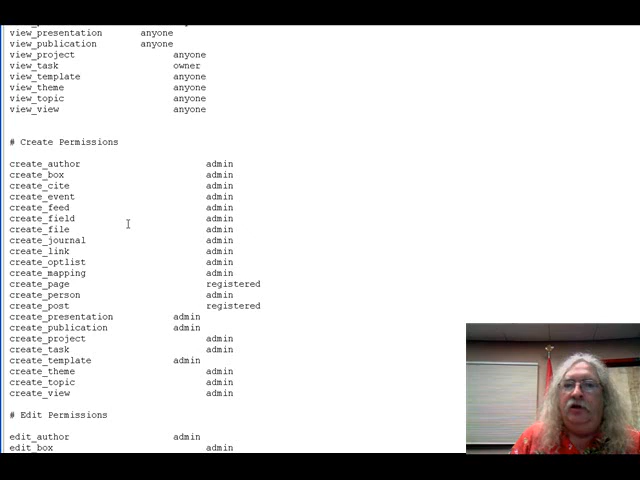 view_presentation anyone
view_publication anyone
view_project anyone
view_task owner
view_template anyone
view_theme anyone
view_topic anyone
view_view anyone
# Create Permissions
create_author admin
create_box admin
create_cite admin
create_event admin
create_feed admin
create_field admin
create_file admin
create_journal admin
create_link admin
create_optlist admin
create_mapping admin
create_page registered
create_person admin
create_post registered
create_presentation admin
create_publication admin
create_project admin
create_task admin
create_template admin
create_theme admin
create_topic admin
create_view admin
# Edit Permissions
edit_author admin
edit_box admin